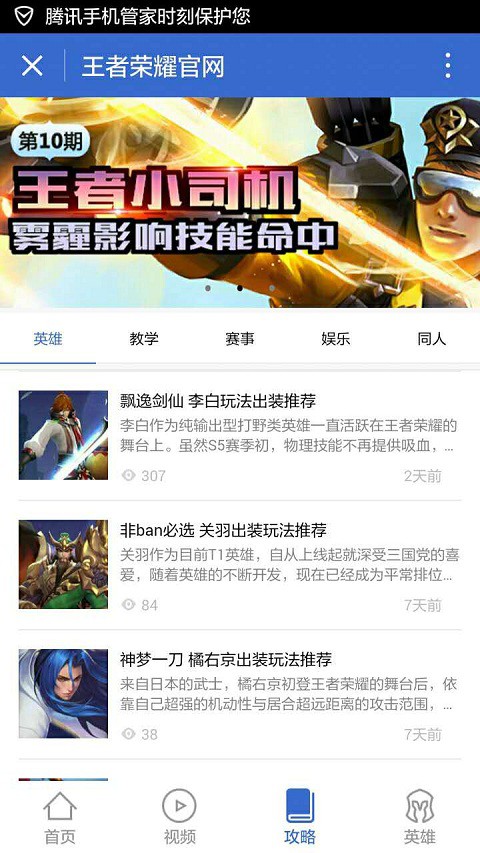 腾讯手机管家时刻保护您
王者荣耀官网
第10期
王者小司机
雾霾影响技能命中
英雄 教学 赛事 娱乐 同人
飘逸剑仙 李白玩法出装推荐
李白作为纯输出型打野类英雄一直活跃在王者荣耀的
舞台上。虽然S5赛季初，物理技能不再提供吸血，...
307 2天前
非ban必选 关羽出装玩法推荐
关羽作为目前T1英雄，自从上线起就深受三国党的喜
爱，随着英雄的不断开发，现在已经成为平常排位...
84 7天前
神梦一刀 橘右京出装玩法推荐
来自日本的武士，橘右京初登王者荣耀的舞台后，依
靠自己超强的机动性与居合超远距离的攻击范围，...
38 7天前
首页 视频 攻略 英雄